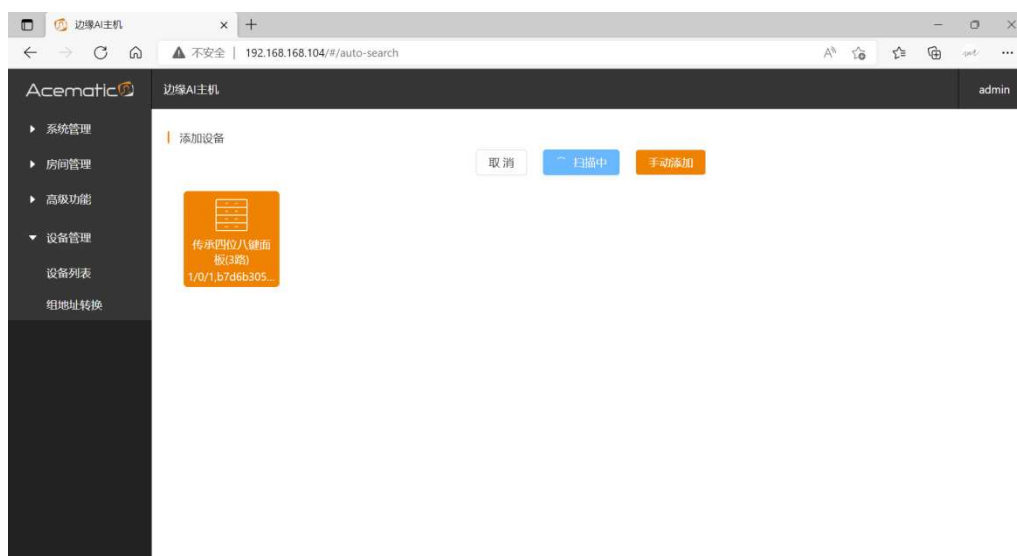 边缘AI主机
不安全 | 192.168.168.104/#/auto-search
Acematic
边缘AI主机
admin
系统管理
房间管理
高级功能
设备管理
设备列表
组地址转换
添加设备
取消
扫描中
手动添加
传承四位八键面
板(3路)
1/0/1,b7d6b305...